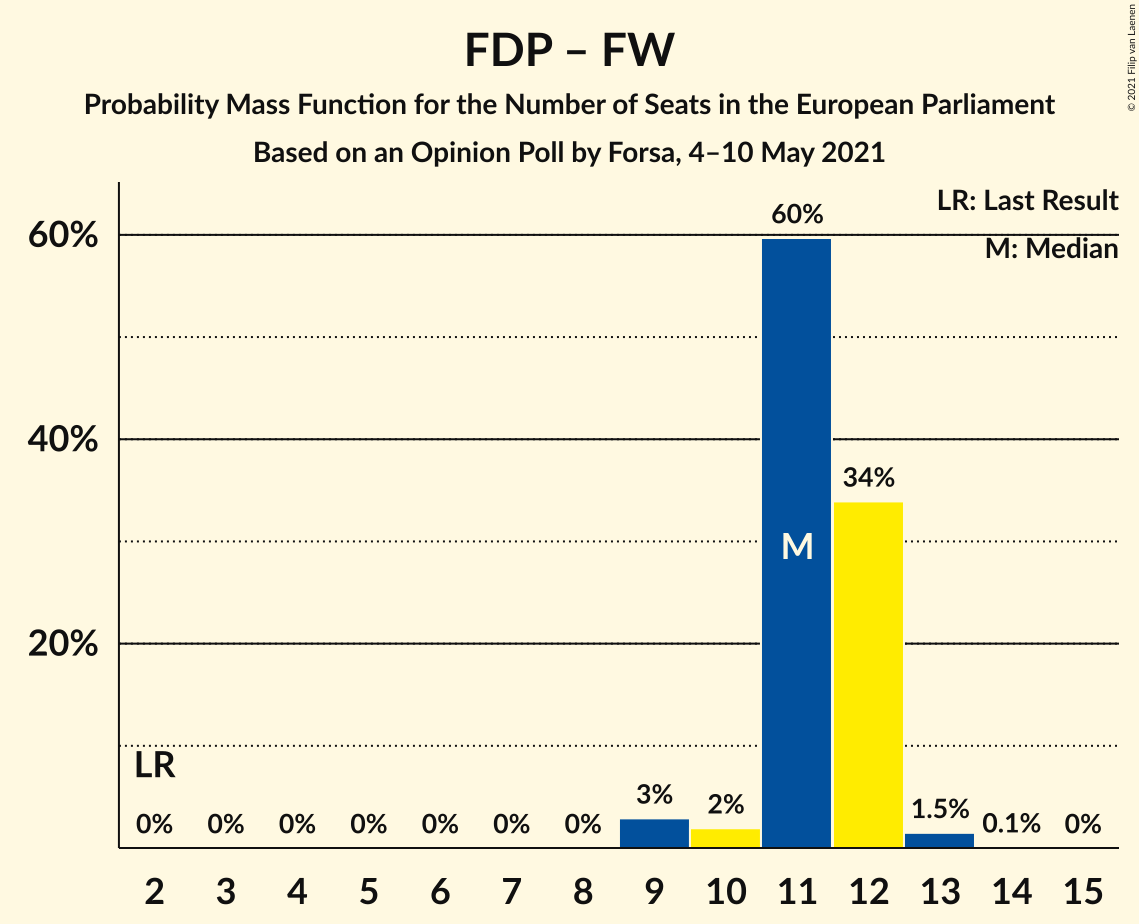 FDP – FW
Probability Mass Function for the Number of Seats in the European Parliament
Based on an Opinion Poll by Forsa, 4–10 May 2021
© 2021 Filip van Laenen
LR: Last Result
M: Median
60%
40%
20%
LR
0% 0% 0% 0% 0% 0% 0% 3% 2% 60% 34% 1.5% 0.1% 0%
M
2 3 4 5 6 7 8 9 10 11 12 13 14 15